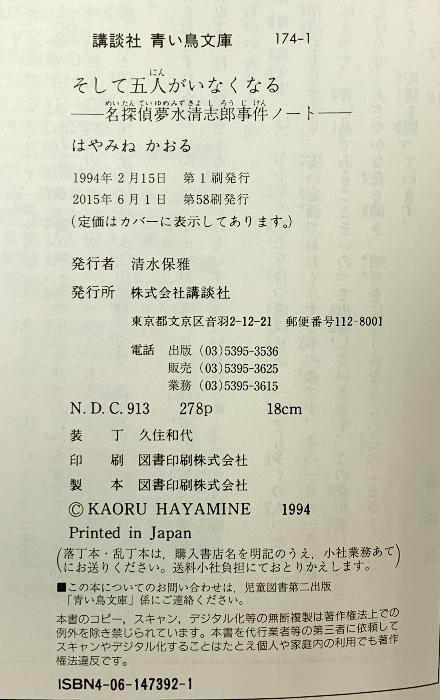 講談社 青い鳥文庫 174-1
そして五人がいなくなる
にん
――名探偵夢水清志郎事件ノート――
めいたんていゆめみずきよしろうじけん
はやみね かおる
1994年2月15日 第1刷発行
2015年6月1日 第58刷発行
(定価はカバーに表示してあります。)
発行者 清水保雅
発行所 株式会社講談社
東京都文京区音羽2-12-21 郵便番号112-8001
電話 出版 (03)5395-3536
販売 (03)5395-3625
業務 (03)5395-3615
N.D.C.913 278p 18cm
装丁 久住和代
印刷 図書印刷株式会社
製本 図書印刷株式会社
© KAORU HAYAMINE 1994
Printed in Japan
(落丁本・乱丁本は、購入書店名を明記のうえ、小社業務あて
にお送りください。送料小社負担にておとりかえします。)
■この本についてのお問い合わせは、児童図書第二出版
「青い鳥文庫」係にご連絡ください。
本書のコピー、スキャン、デジタル化等の無断複製は著作権法上での
例外を除き禁じられています。本書を代行業者等の第三者に依頼して
スキャンやデジタル化することはたとえ個人や家庭内の利用でも著作
権法違反です。
ISBN4-06-147392-1